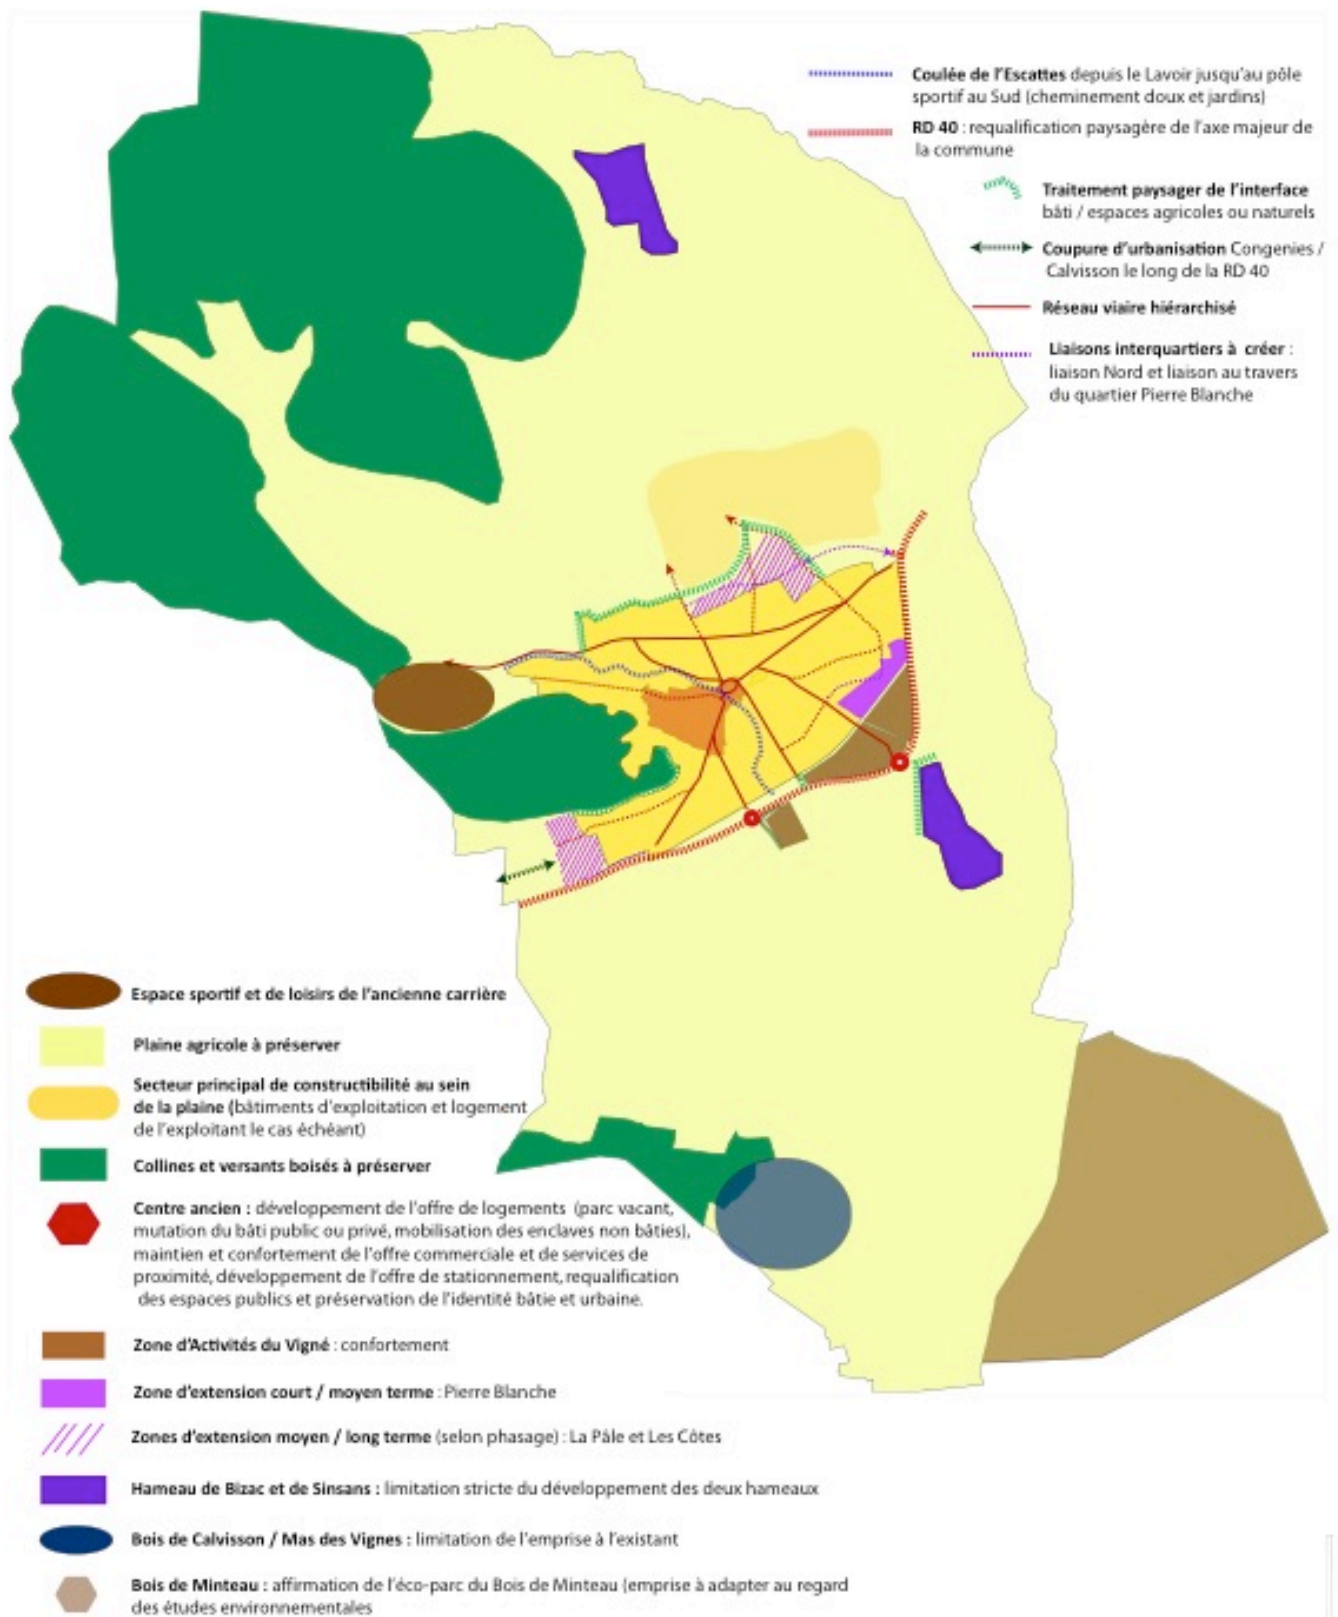 Coulée de l'Escattes depuis le Lavoir jusqu'au pôle
sportif au Sud (cheminement doux et jardins)
RD 40 : requalification paysagère de l'axe majeur de
la commune
Traitement paysager de l'interface
bâti / espaces agricoles ou naturels
Coupure d'urbanisation Congenies /
Calvisson le long de la RD 40
Réseau viaire hiérarchisé
Liaisons interquartiers à créer :
liaison Nord et liaison au travers
du quartier Pierre Blanche
Espace sportif et de loisirs de l'ancienne carrière
Plaine agricole à préserver
Secteur principal de constructibilité au sein
de la plaine (bâtiments d'exploitation et logement
de l'exploitant le cas échéant)
Collines et versants boisés à préserver
Centre ancien : développement de l'offre de logements (parc vacant,
mutation du bâti public ou privé, mobilisation des enclaves non bâties),
maintien et confortement de l'offre commerciale et de services de
proximité, développement de l'offre de stationnement, requalification
des espaces publics et préservation de l'identité bâtie et urbaine.
Zone d'Activités du Vigné : confortement
Zone d'extension court / moyen terme : Pierre Blanche
Zones d'extension moyen / long terme (selon phasage) : La Pâle et Les Côtes
Hameau de Bizac et de Sinsans : limitation stricte du développement des deux hameaux
Bois de Calvisson / Mas des Vignes : limitation de l'emprise à l'existant
Bois de Minteau : affirmation de l'éco-parc du Bois de Minteau (emprise à adapter au regard
des études environnementales